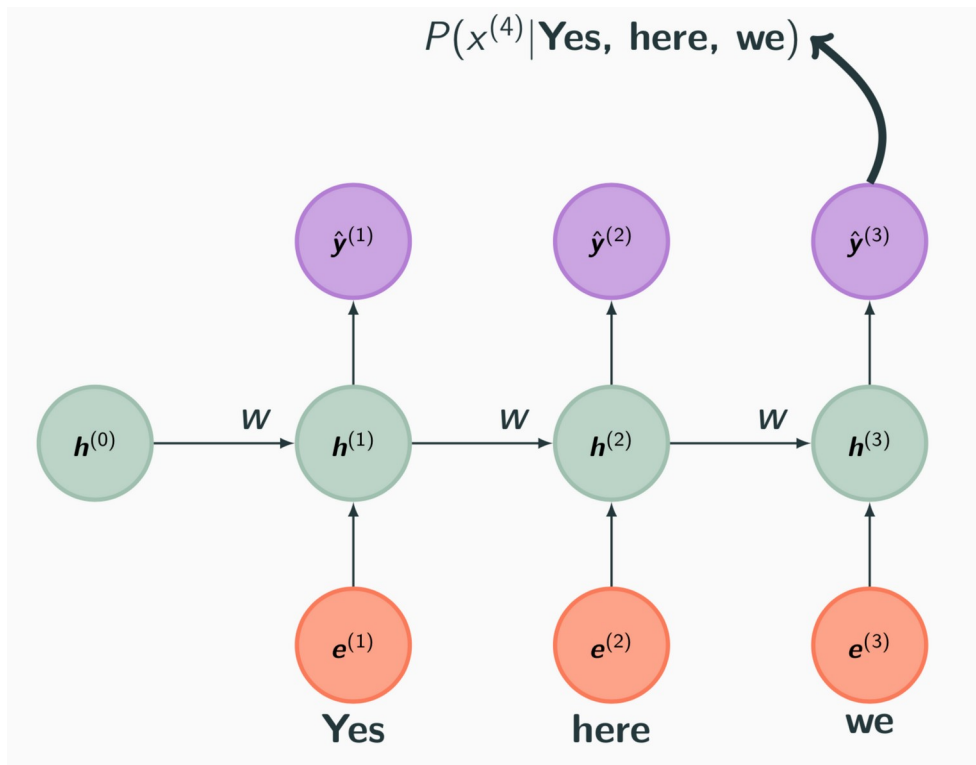 P(x^(4)|Yes, here, we)
ŷ^(1) ŷ^(2) ŷ^(3)
W W W
h^(0) h^(1) h^(2) h^(3)
e^(1) e^(2) e^(3)
Yes here we